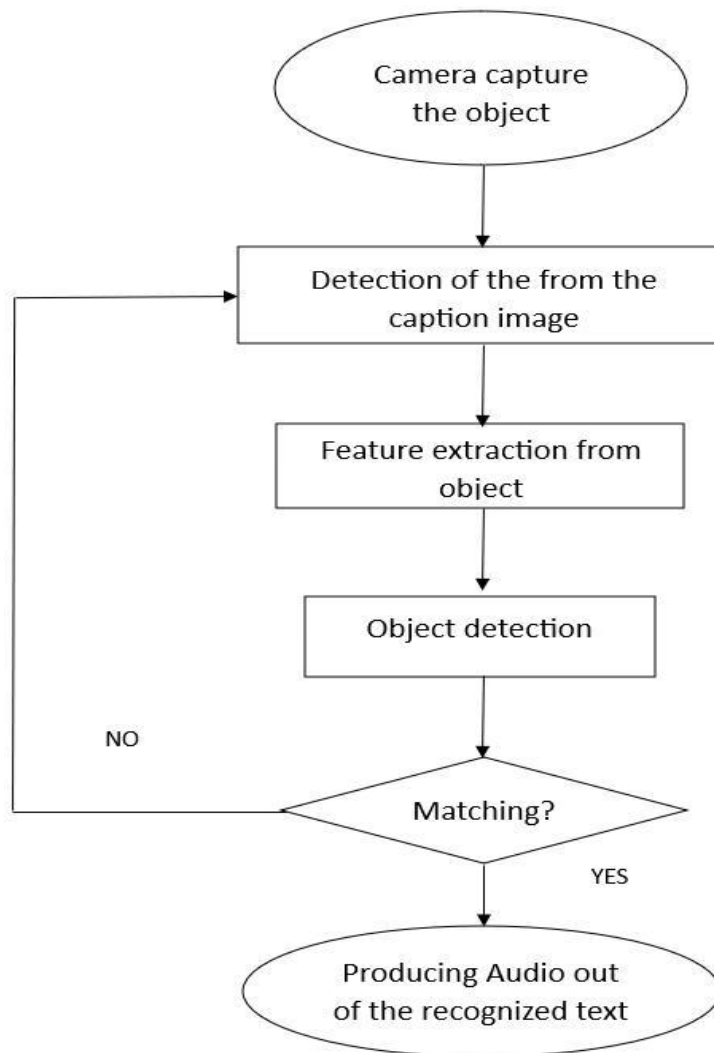 Camera capture
the object
Detection of the from the
caption image
Feature extraction from
object
Object detection
NO
Matching?
YES
Producing Audio out
of the recognized text